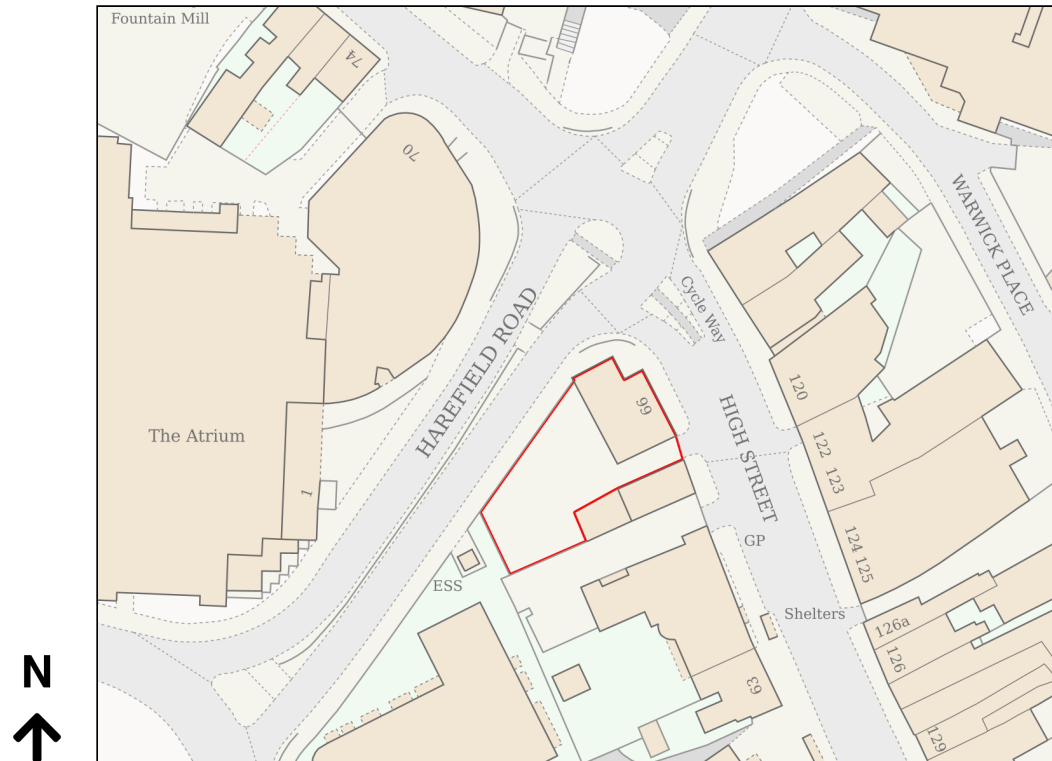 Fountain Mill
74
70
WARWICK PLACE
Cycle Way
HAREFIELD ROAD
120
66
HIGH STREET
The Atrium
122
123
1
124
125
GP
ESS
Shelters
126a
126
63
129
N